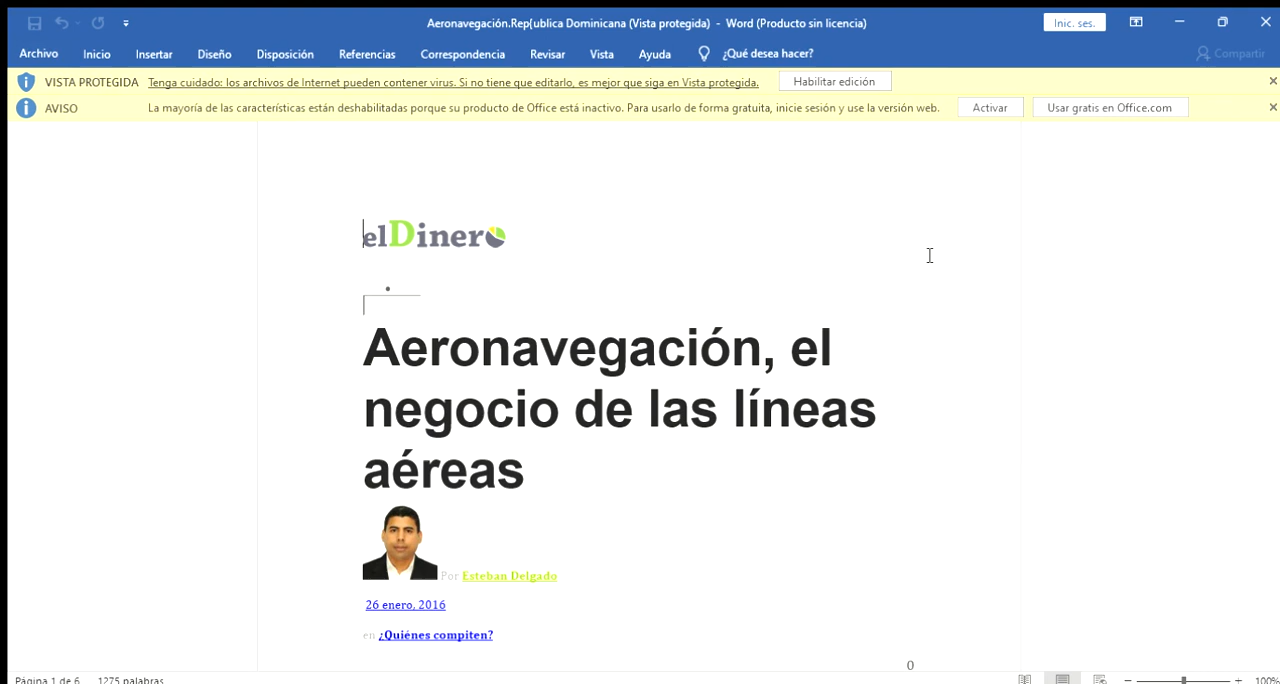 Aeronavegación.Rep{ublica Dominicana (Vista protegida) - Word (Producto sin licencia)
Inic. ses.
Archivo Inicio Insertar Diseño Disposición Referencias Correspondencia Revisar Vista Ayuda ¿Qué desea hacer? Compartir
VISTA PROTEGIDA Tenga cuidado: los archivos de Internet pueden contener virus. Si no tiene que editarlo, es mejor que siga en Vista protegida. Habilitar edición
AVISO La mayoría de las características están deshabilitadas porque su producto de Office está inactivo. Para usarlo de forma gratuita, inicie sesión y use la versión web. Activar Usar gratis en Office.com
elDinero
Aeronavegación, el
negocio de las líneas
aéreas
Por Esteban Delgado
26 enero, 2016
en ¿Quiénes compiten?
0
Página 1 de 6 1275 palabras 100%